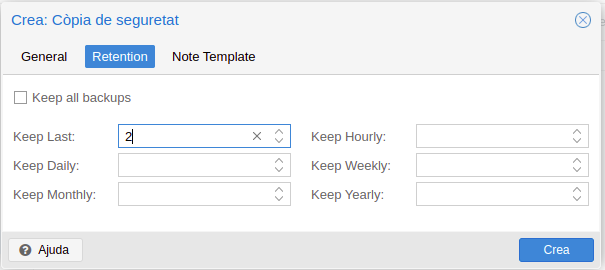 Crea: Còpia de seguretat
General Retention Note Template
Keep all backups
Keep Last: 2 Keep Hourly:
Keep Daily: Keep Weekly:
Keep Monthly: Keep Yearly:
Ajuda Crea